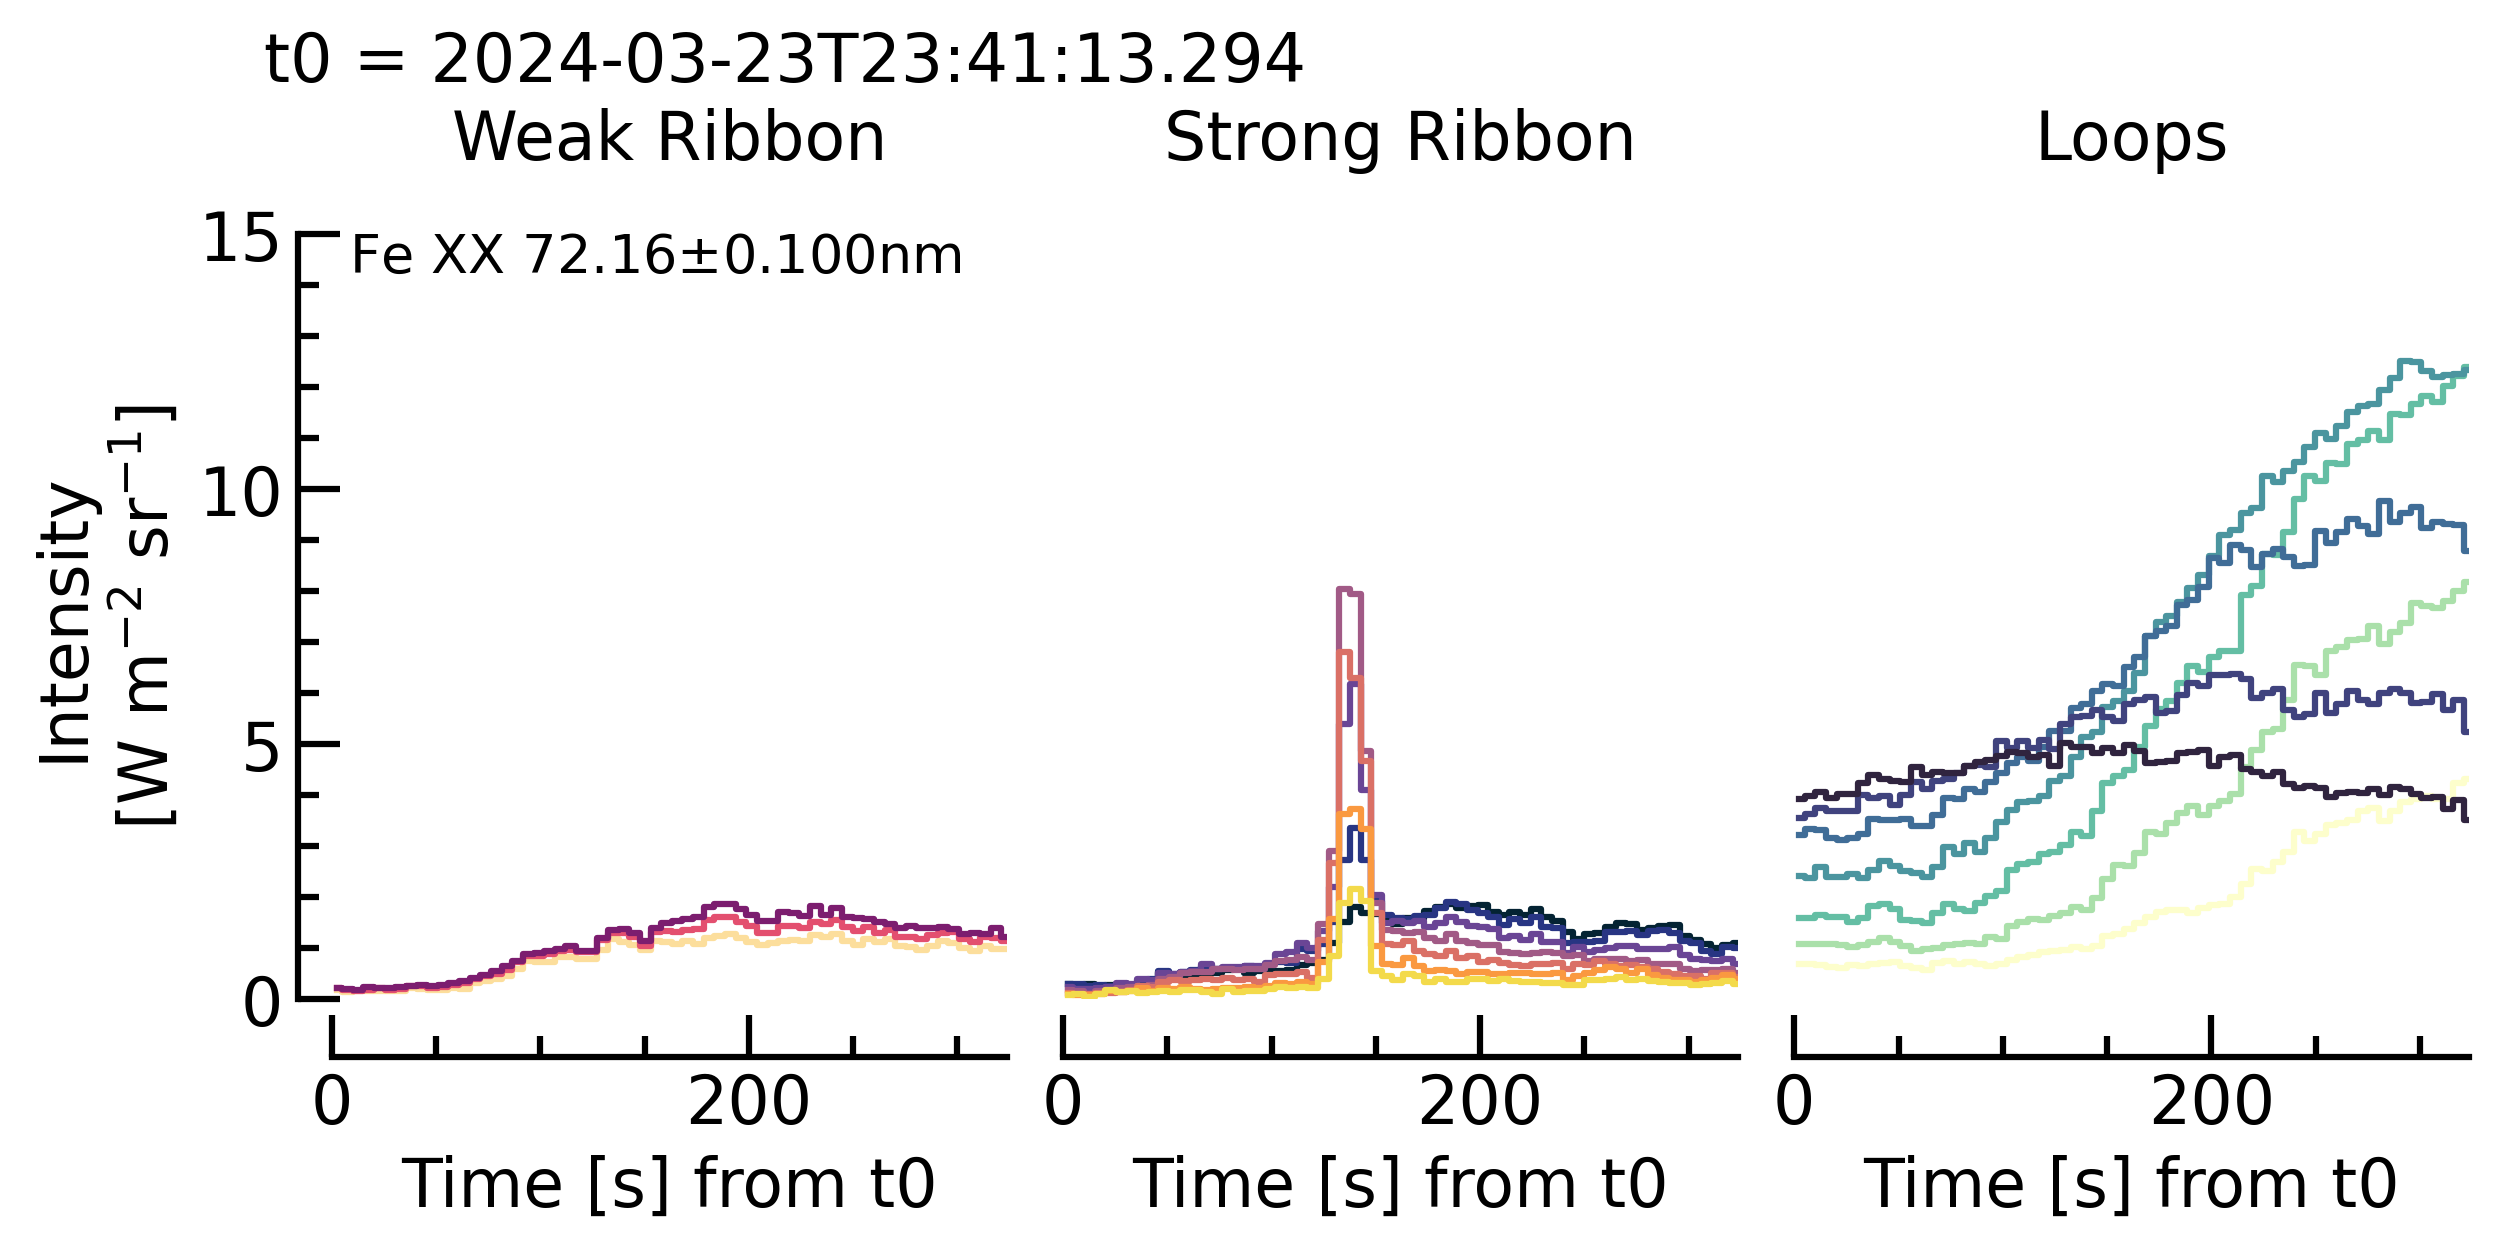 t0 = 2024-03-23T23:41:13.294
Weak Ribbon
Strong Ribbon
Loops
Fe XX 72.16±0.100nm
Intensity
[W m⁻² sr⁻¹]
15
10
5
0
0 200
0 200
0 200
Time [s] from t0
Time [s] from t0
Time [s] from t0